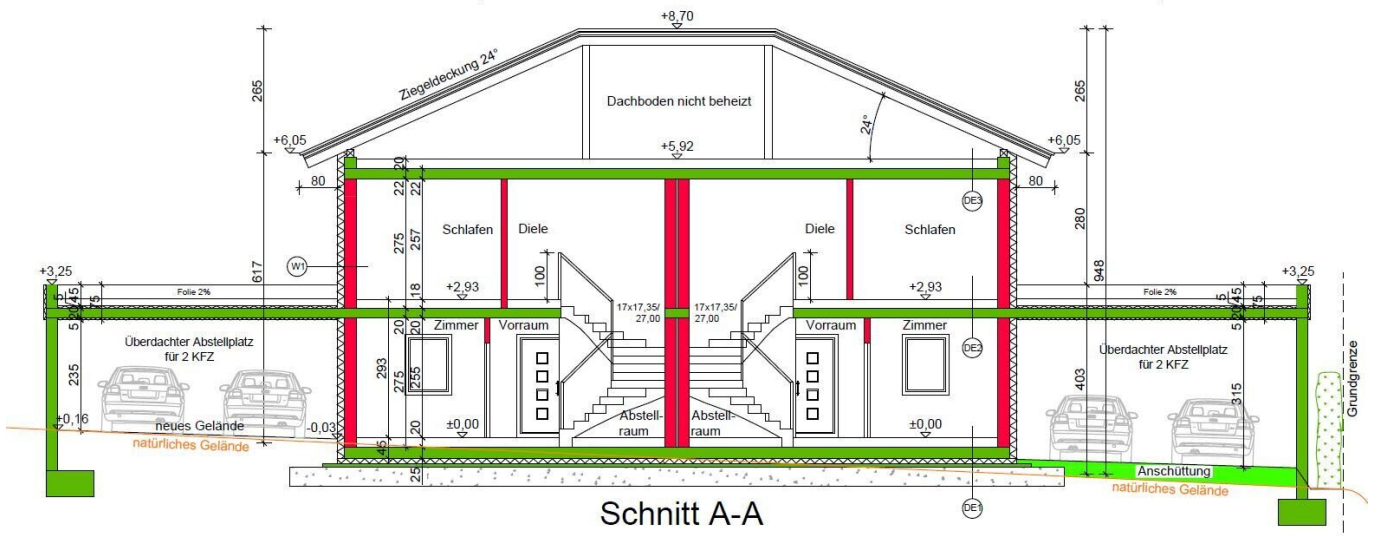 +8,70
Ziegeldeckung 24°
265
265
Dachboden nicht beheizt
24°
+6,05
+6,05
+5,92
20
80
80
22
22
DE3
Schlafen
Diele
Diele
Schlafen
275
257
280
W1
617
100
100
948
+3,25
+3,25
+2,93
+2,93
Folie 2%
Folie 2%
5
45
75
20
5
18
17x17,35/
27,00
17x17,35/
27,00
5
45
75
20
5
20
20
Zimmer
Vorraum
Vorraum
Zimmer
DE2
Überdachter Abstellplatz
für 2 KFZ
Überdachter Abstellplatz
für 2 KFZ
235
293
275
255
403
315
Grundgrenze
+0,16
neues Gelände
-0,03
natürliches Gelände
±0,00
20
Abstell-
raum
Abstell-
raum
±0,00
45
25
Anschüttung
natürliches Gelände
Schnitt A-A
DE1